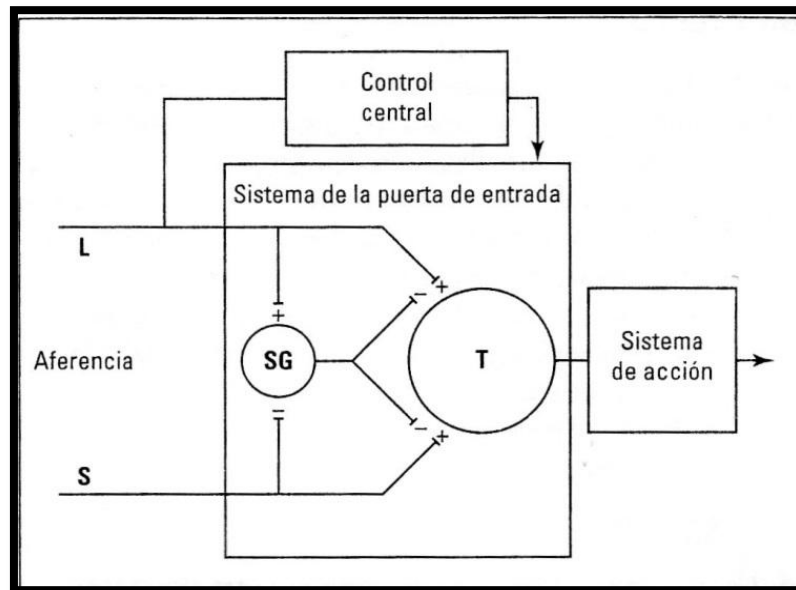 Control
central
Sistema de la puerta de entrada
L
+
- +
Aferencia
SG
T
Sistema
de acción
-
- +
S